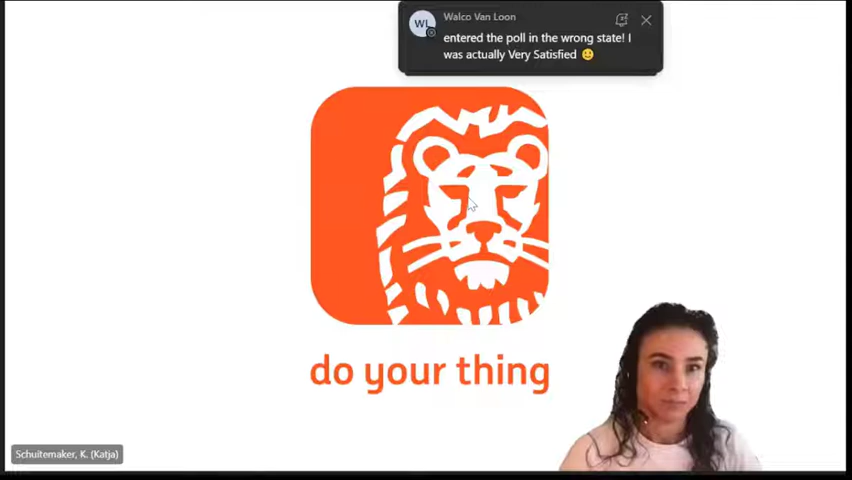 WL
Walco Van Loon
entered the poll in the wrong state! I
was actually Very Satisfied 🙂
do your thing
Schuitemaker, K. (Katja)